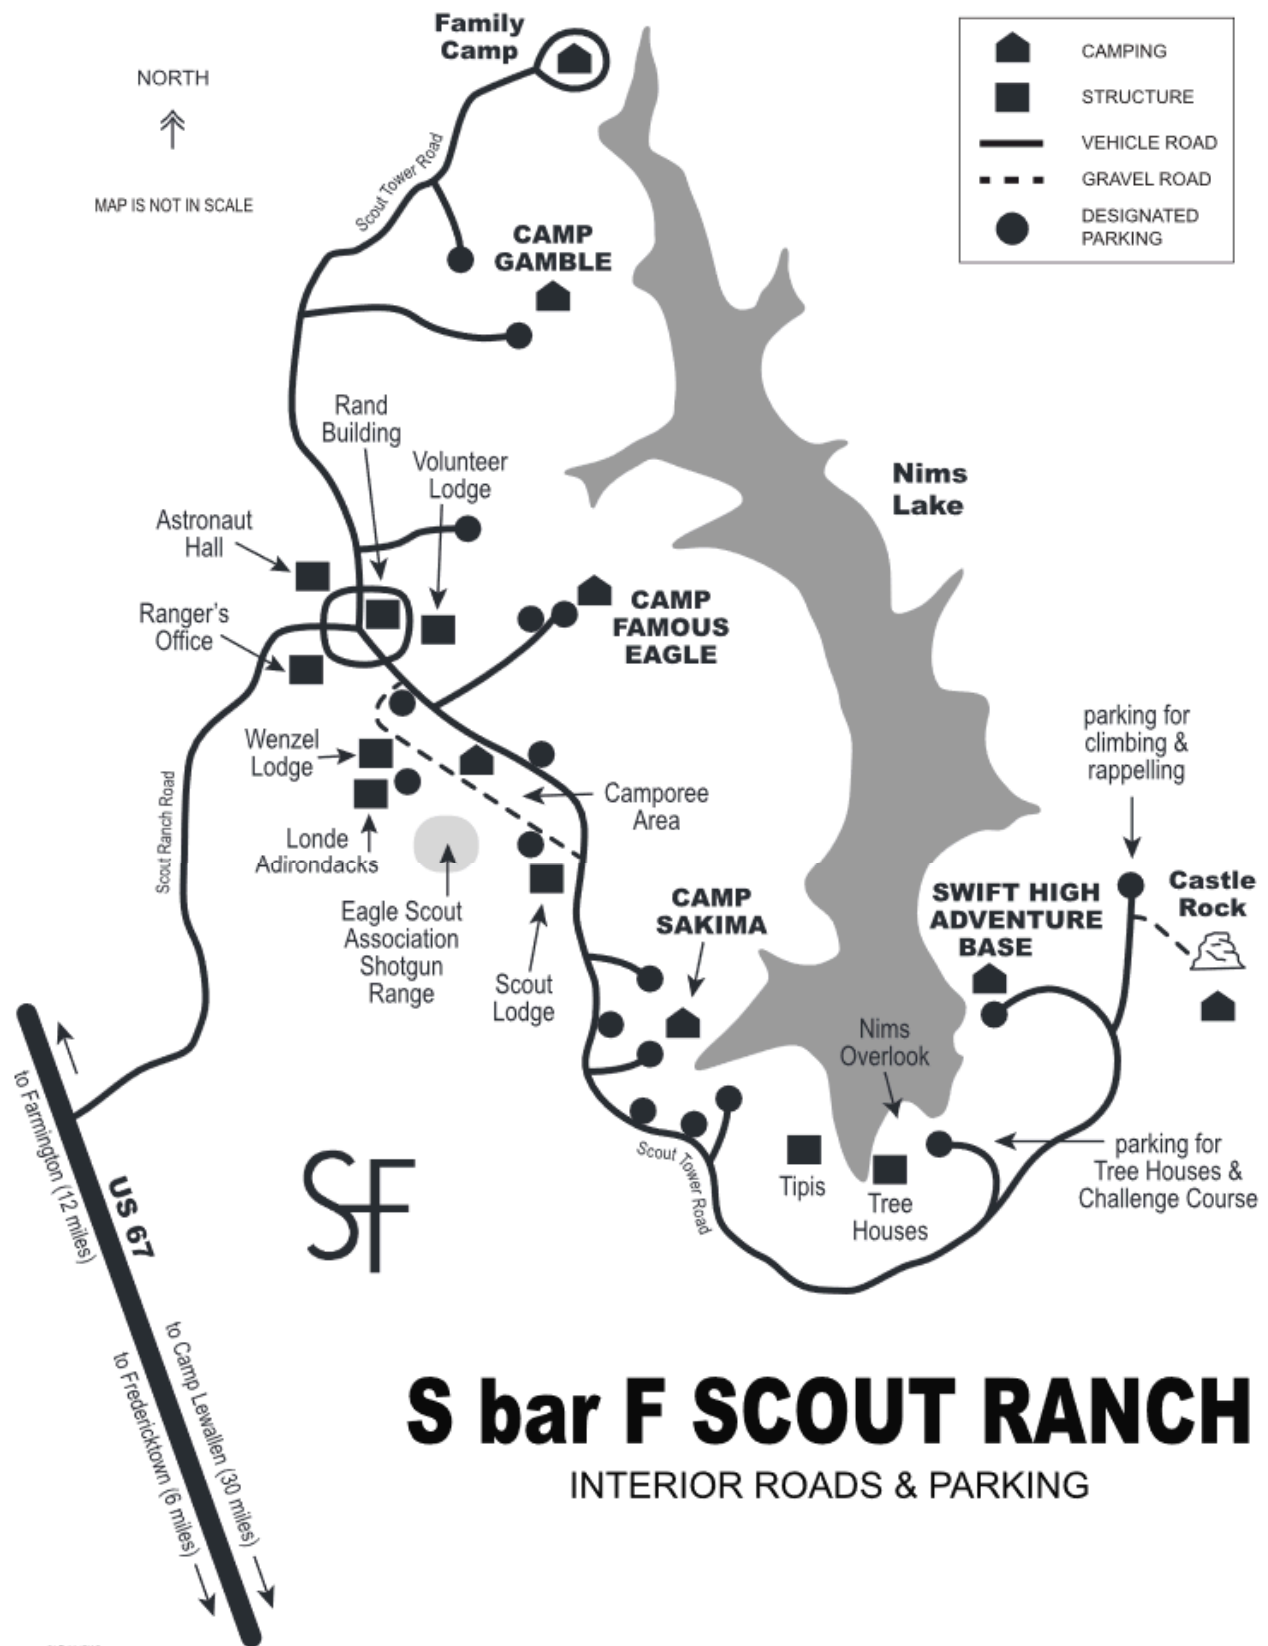 Family
Camp
NORTH
MAP IS NOT IN SCALE
CAMPING
STRUCTURE
VEHICLE ROAD
GRAVEL ROAD
DESIGNATED
PARKING
Scout Tower Road
CAMP
GAMBLE
Rand
Building
Volunteer
Lodge
Nims
Lake
Astronaut
Hall
Ranger's
Office
CAMP
FAMOUS
EAGLE
parking for
climbing &
rappelling
Wenzel
Lodge
Scout Ranch Road
Camporee
Area
Londe
Adirondacks
Eagle Scout
Association
Shotgun
Range
Scout
Lodge
CAMP
SAKIMA
SWIFT HIGH
ADVENTURE
BASE
Castle
Rock
Nims
Overlook
Scout Tower Road
Tipis
Tree
Houses
parking for
Tree Houses &
Challenge Course
to Farmington (12 miles)
US 67
SF
to Camp Lewallen (30 miles)
to Fredericktown (6 miles)
S bar F SCOUT RANCH
INTERIOR ROADS & PARKING